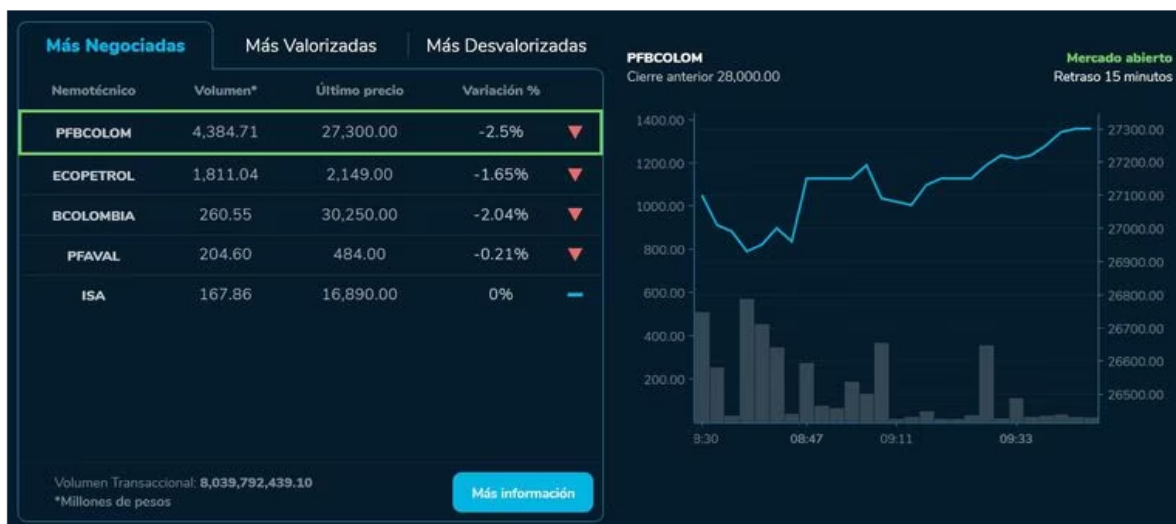 Más Negociadas Más Valorizadas Más Desvalorizadas
Nemotécnico Volumen* Último precio Variación %
PFBCOLOM 4,384.71 27,300.00 -2.5%
ECOPETROL 1,811.04 2,149.00 -1.65%
BCOLOMBIA 260.55 30,250.00 -2.04%
PFAVAL 204.60 484.00 -0.21%
ISA 167.86 16,890.00 0%
Volumen Transaccional: 8,039,792,439.10
*Millones de pesos
Más información
PFBCOLOM
Cierre anterior 28,000.00
Mercado abierto
Retraso 15 minutos
1400.00
1200.00
1000.00
800.00
600.00
400.00
200.00
27300.00
27200.00
27100.00
27000.00
26900.00
26800.00
26700.00
26600.00
26500.00
8:30 08:47 09:11 09:33